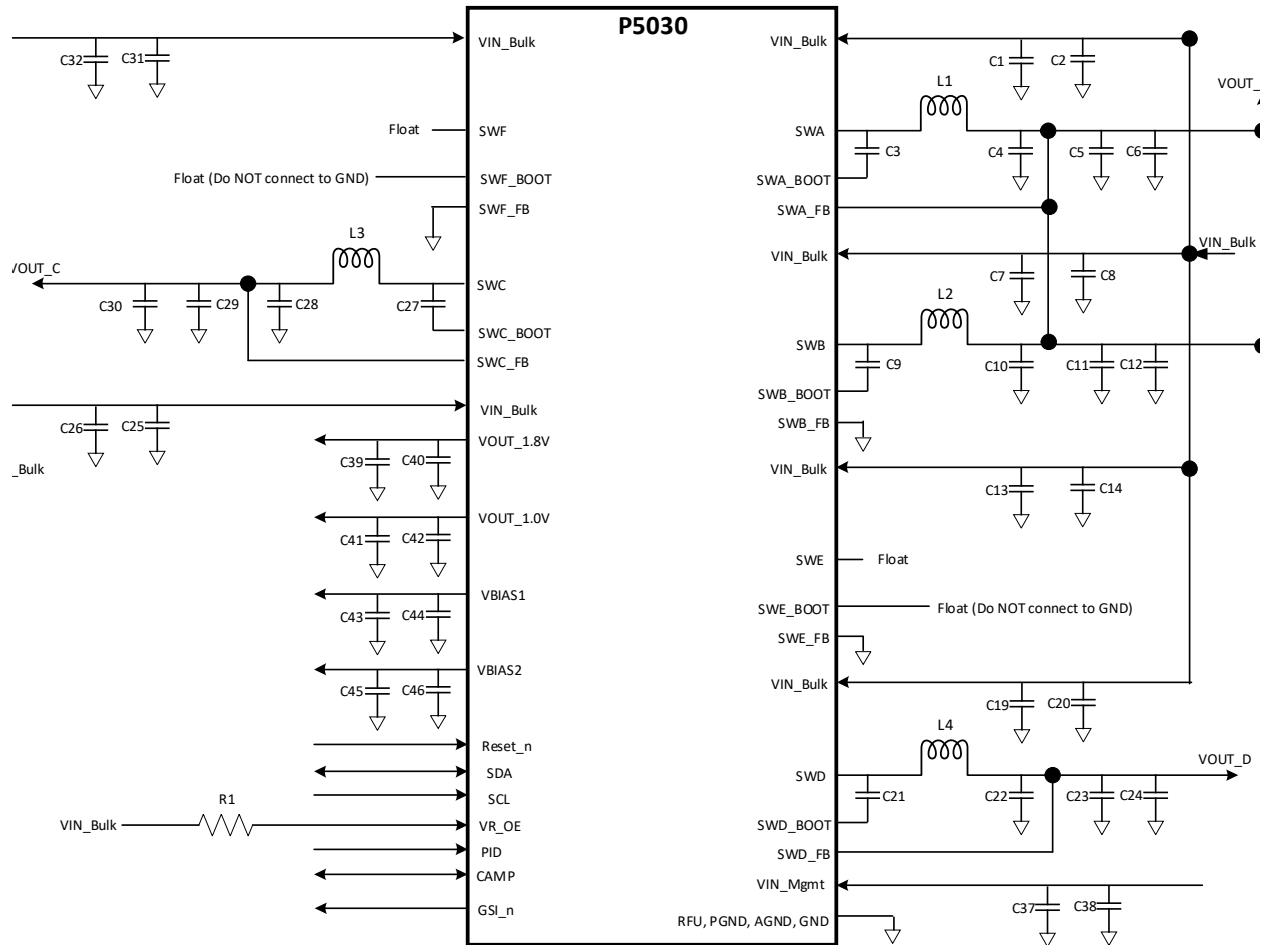 P5030
VIN_Bulk
C32
C31
Float
SWF
Float (Do NOT connect to GND)
SWF_BOOT
SWF_FB
L3
VOUT_C
SWC
C30
C29
C28
C27
SWC_BOOT
SWC_FB
VIN_Bulk
C26
C25
_Bulk
VOUT_1.8V
C39
C40
VOUT_1.0V
C41
C42
VBIAS1
C43
C44
VBIAS2
C45
C46
Reset_n
SDA
SCL
R1
VIN_Bulk
VR_OE
PID
CAMP
GSI_n
VIN_Bulk
C1
C2
L1
VOUT_
SWA
C3
C4
C5
C6
SWA_BOOT
SWA_FB
VIN_Bulk
VIN_Bulk
C7
C8
L2
SWB
C9
C10
C11
C12
SWB_BOOT
SWB_FB
VIN_Bulk
C13
C14
SWE
Float
SWE_BOOT
Float (Do NOT connect to GND)
SWE_FB
VIN_Bulk
C19
C20
L4
VOUT_D
SWD
C21
C22
C23
C24
SWD_BOOT
SWD_FB
VIN_Mgmt
C37
C38
RFU, PGND, AGND, GND